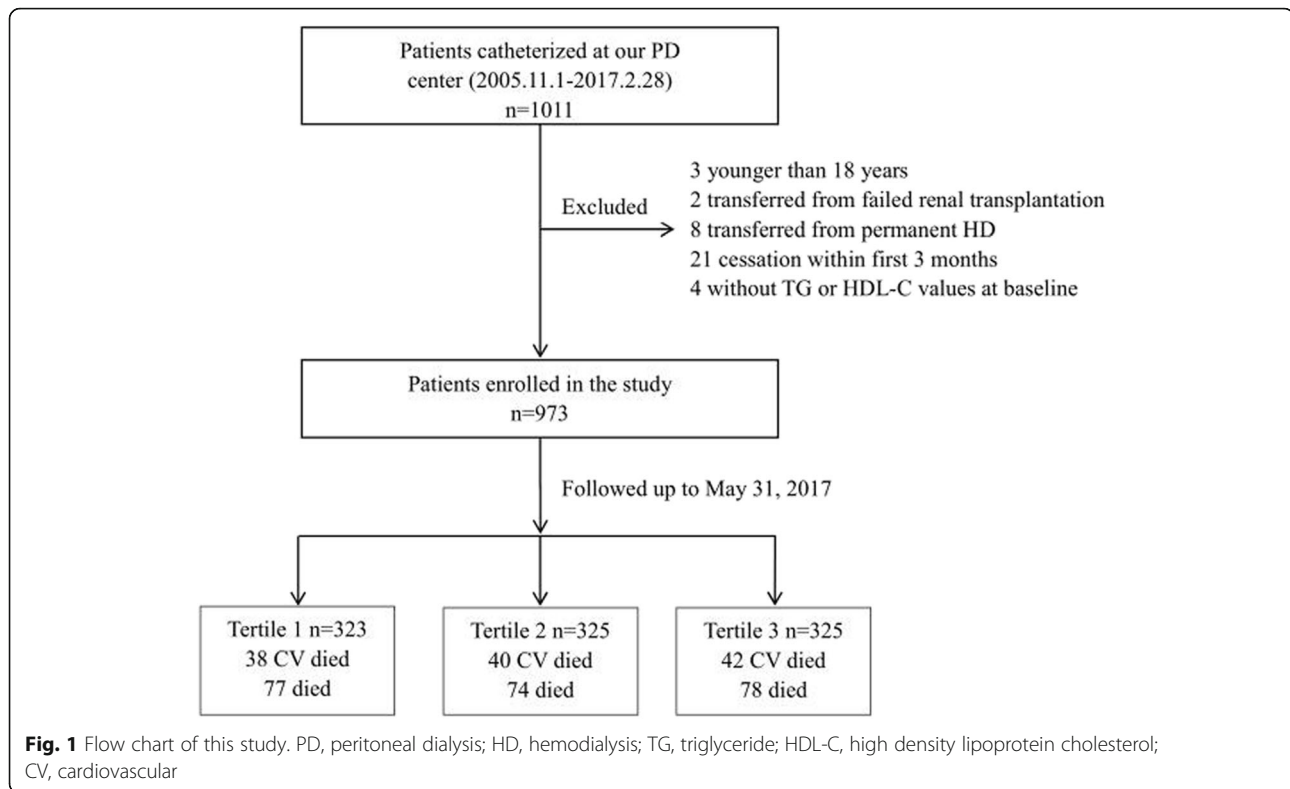 Patients catheterized at our PD
center (2005.11.1-2017.2.28)
n=1011
Excluded
3 younger than 18 years
2 transferred from failed renal transplantation
8 transferred from permanent HD
21 cessation within first 3 months
4 without TG or HDL-C values at baseline
Patients enrolled in the study
n=973
Followed up to May 31, 2017
Tertile 1 n=323
38 CV died
77 died
Tertile 2 n=325
40 CV died
74 died
Tertile 3 n=325
42 CV died
78 died
Fig. 1 Flow chart of this study. PD, peritoneal dialysis; HD, hemodialysis; TG, triglyceride; HDL-C, high density lipoprotein cholesterol;
CV, cardiovascular